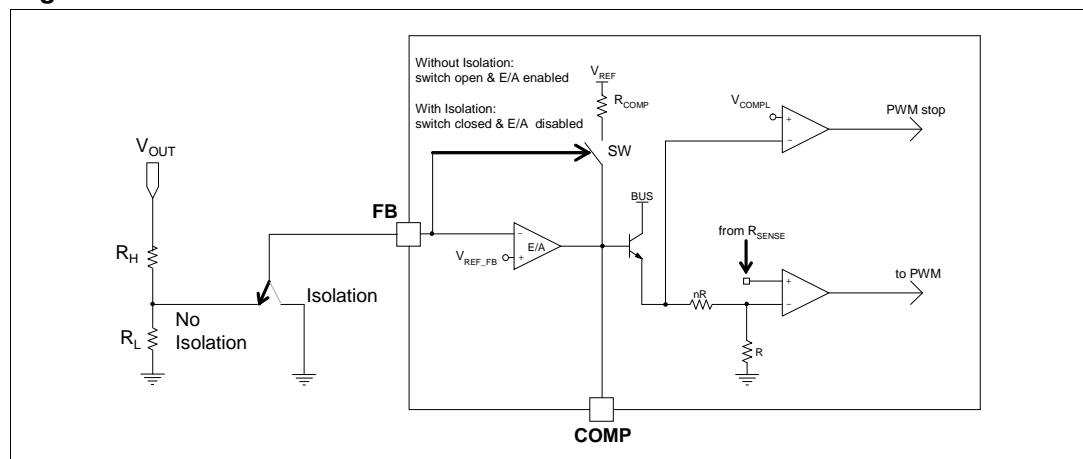 Without Isolation:
switch open & E/A enabled
With Isolation:
switch closed & E/A disabled
VREF
RCOMP
SW
VCOMPL
+
−
PWM stop
VOUT
RH
RL
No
Isolation
Isolation
FB
−
+
E/A
VREF_FB
BUS
from RSENSE
nR
R
+
−
to PWM
COMP